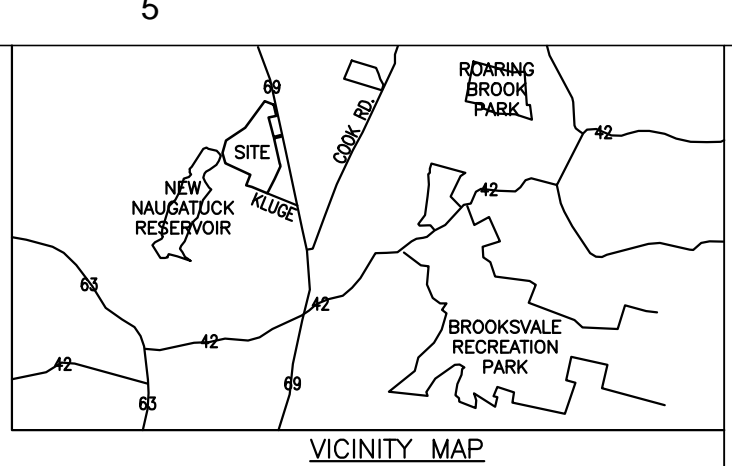 5
69
ROARING
BROOK
PARK
COOK RD.
42
SITE
42
NEW
NAUGATUCK
RESERVOIR
KLUGE
63
42
BROOKSVALE
RECREATION
PARK
42
42
69
63
VICINITY MAP